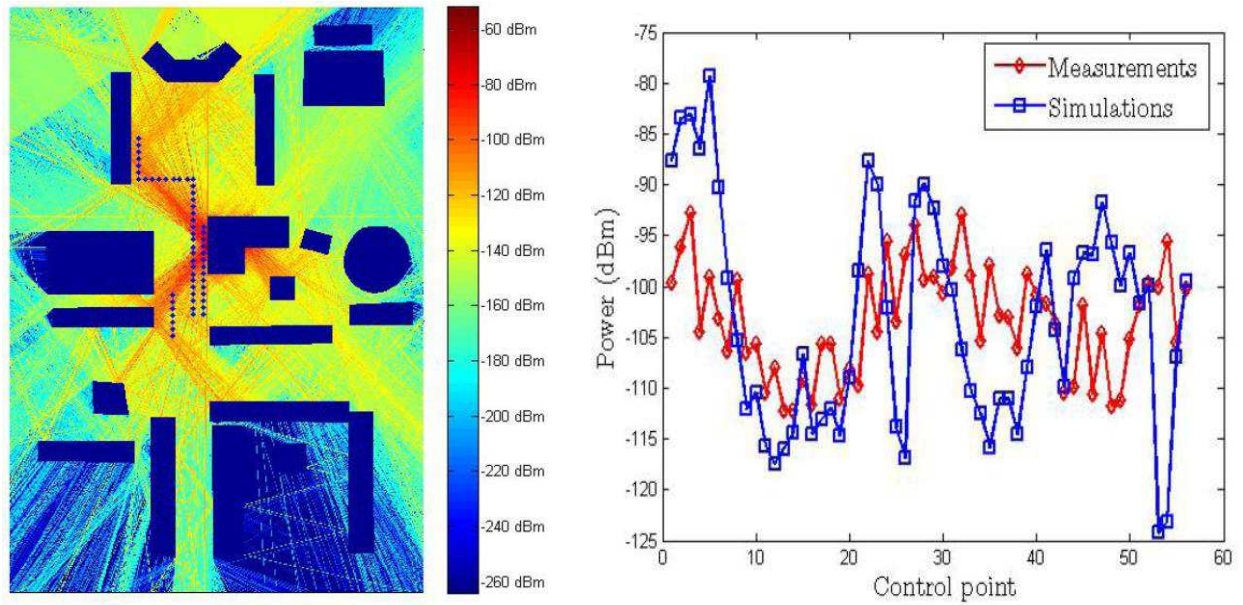 -60 dBm
-80 dBm
-100 dBm
-120 dBm
-140 dBm
-160 dBm
-180 dBm
-200 dBm
-220 dBm
-240 dBm
-260 dBm
Power (dBm)
-75
-80
-85
-90
-95
-100
-105
-110
-115
-120
-125
Measurements
Simulations
0 10 20 30 40 50 60
Control point